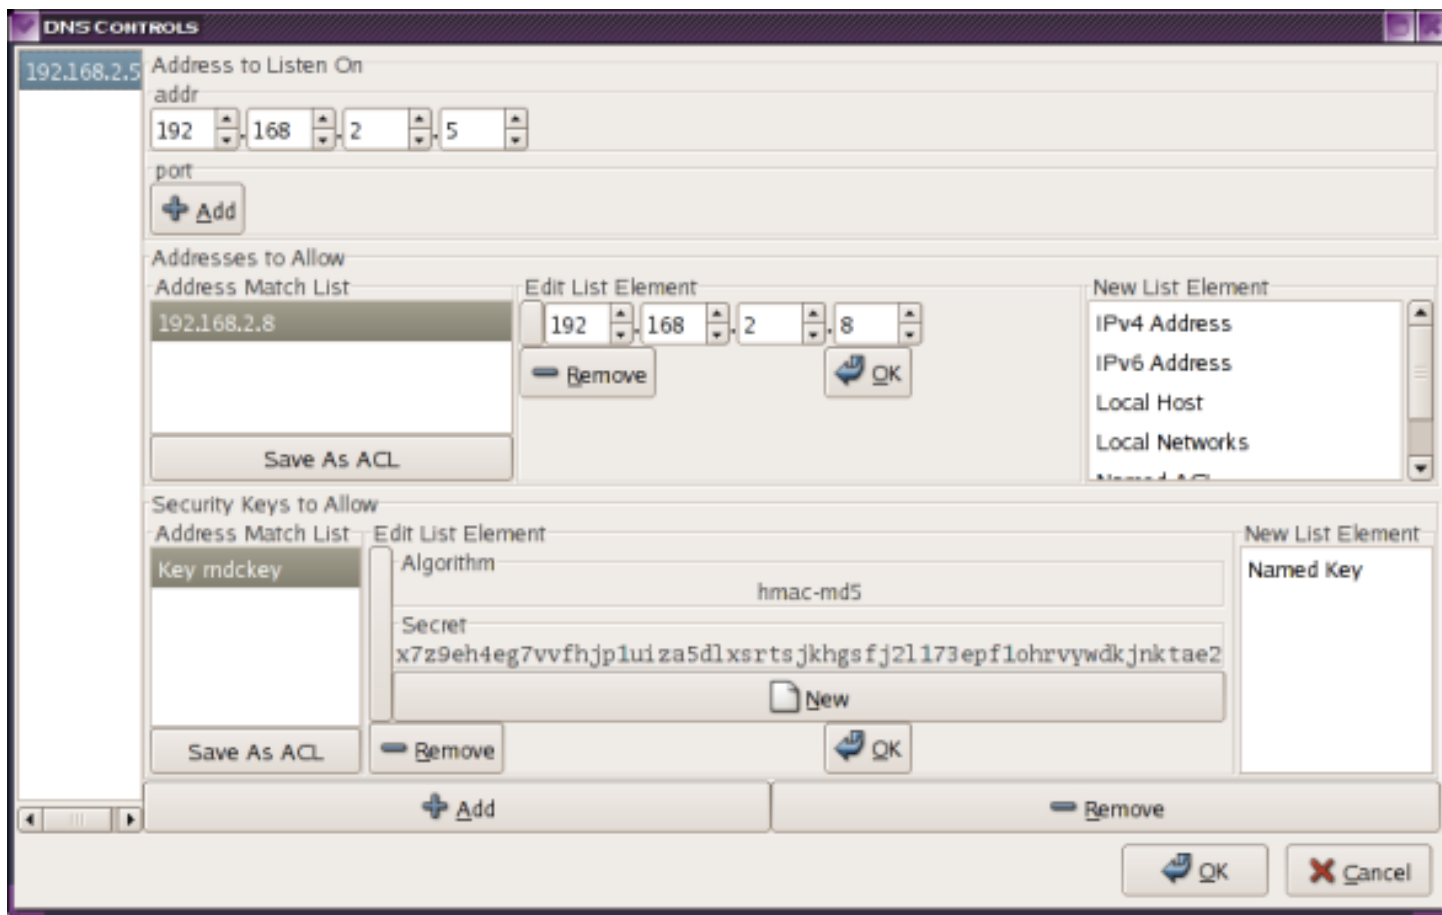 DNS CONTROLS
192.168.2.5
Address to Listen On
addr
192 . 168 . 2 . 5
port
Add
Addresses to Allow
Address Match List
Edit List Element
New List Element
192.168.2.8
192 . 168 . 2 . 8
Remove
OK
IPv4 Address
IPv6 Address
Local Host
Local Networks
Named ACL
Save As ACL
Security Keys to Allow
Address Match List
Edit List Element
New List Element
Key rndckey
Algorithm
hmac-md5
Secret
x7z9eh4eg7vvfhjp1uiza5dlxsrtsjkhgsfj2l173epf1ohrvywdkjnktae2
New
Named Key
Save As ACL
Remove
OK
Add
Remove
OK
Cancel